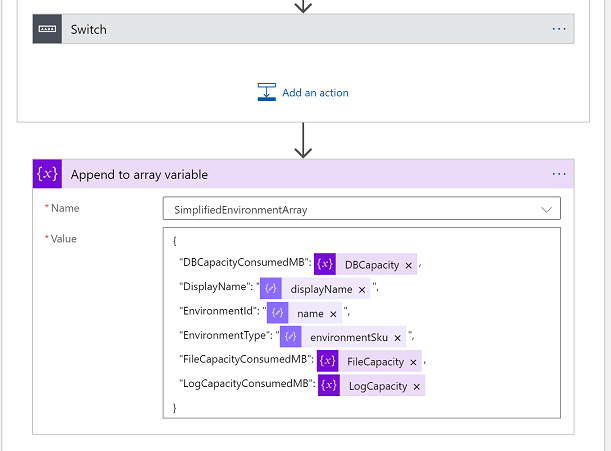 Switch
Add an action
{x} Append to array variable
* Name SimplifiedEnvironmentArray
* Value {
"DBCapacityConsumedMB": {x} DBCapacity × ,
"DisplayName": " displayName × ",
"EnvironmentId": " name × ",
"EnvironmentType": " environmentSku × ",
"FileCapacityConsumedMB": {x} FileCapacity × ,
"LogCapacityConsumedMB": {x} LogCapacity ×
}